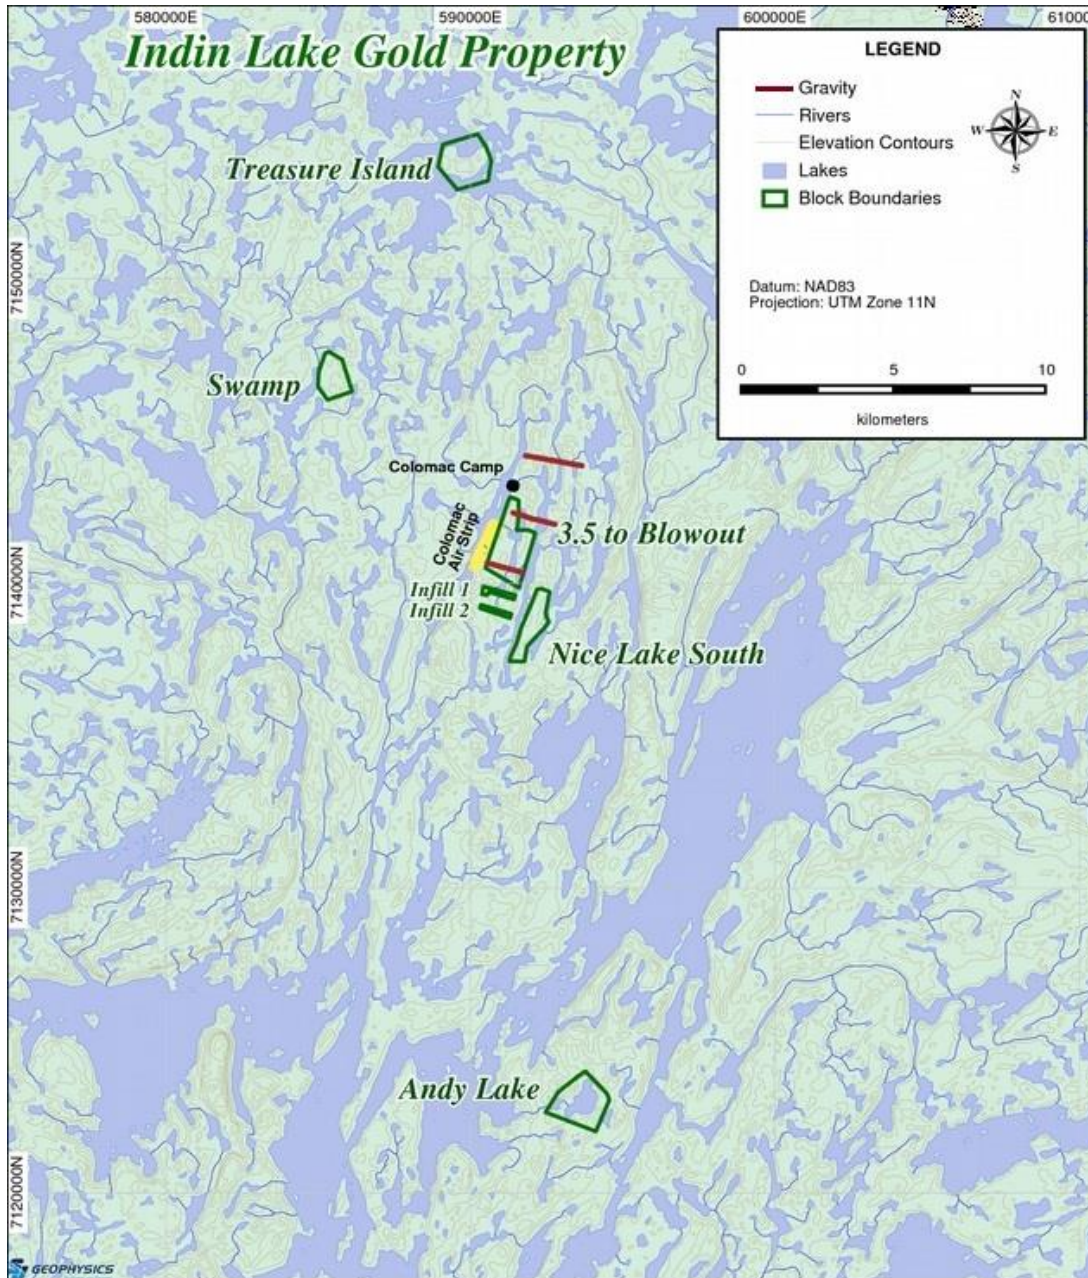 580000E
590000E
600000E
6100
Indin Lake Gold Property
LEGEND
Gravity
Rivers
Elevation Contours
Lakes
Block Boundaries
N
W
E
S
Datum: NAD83
Projection: UTM Zone 11N
0
5
10
kilometers
Treasure Island
7150000N
Swamp
Colomac Camp
Colomac
Air Strip
3.5 to Blowout
7140000N
Infill 1
Infill 2
Nice Lake South
7130000N
Andy Lake
7120000N
GEOPHYSICS